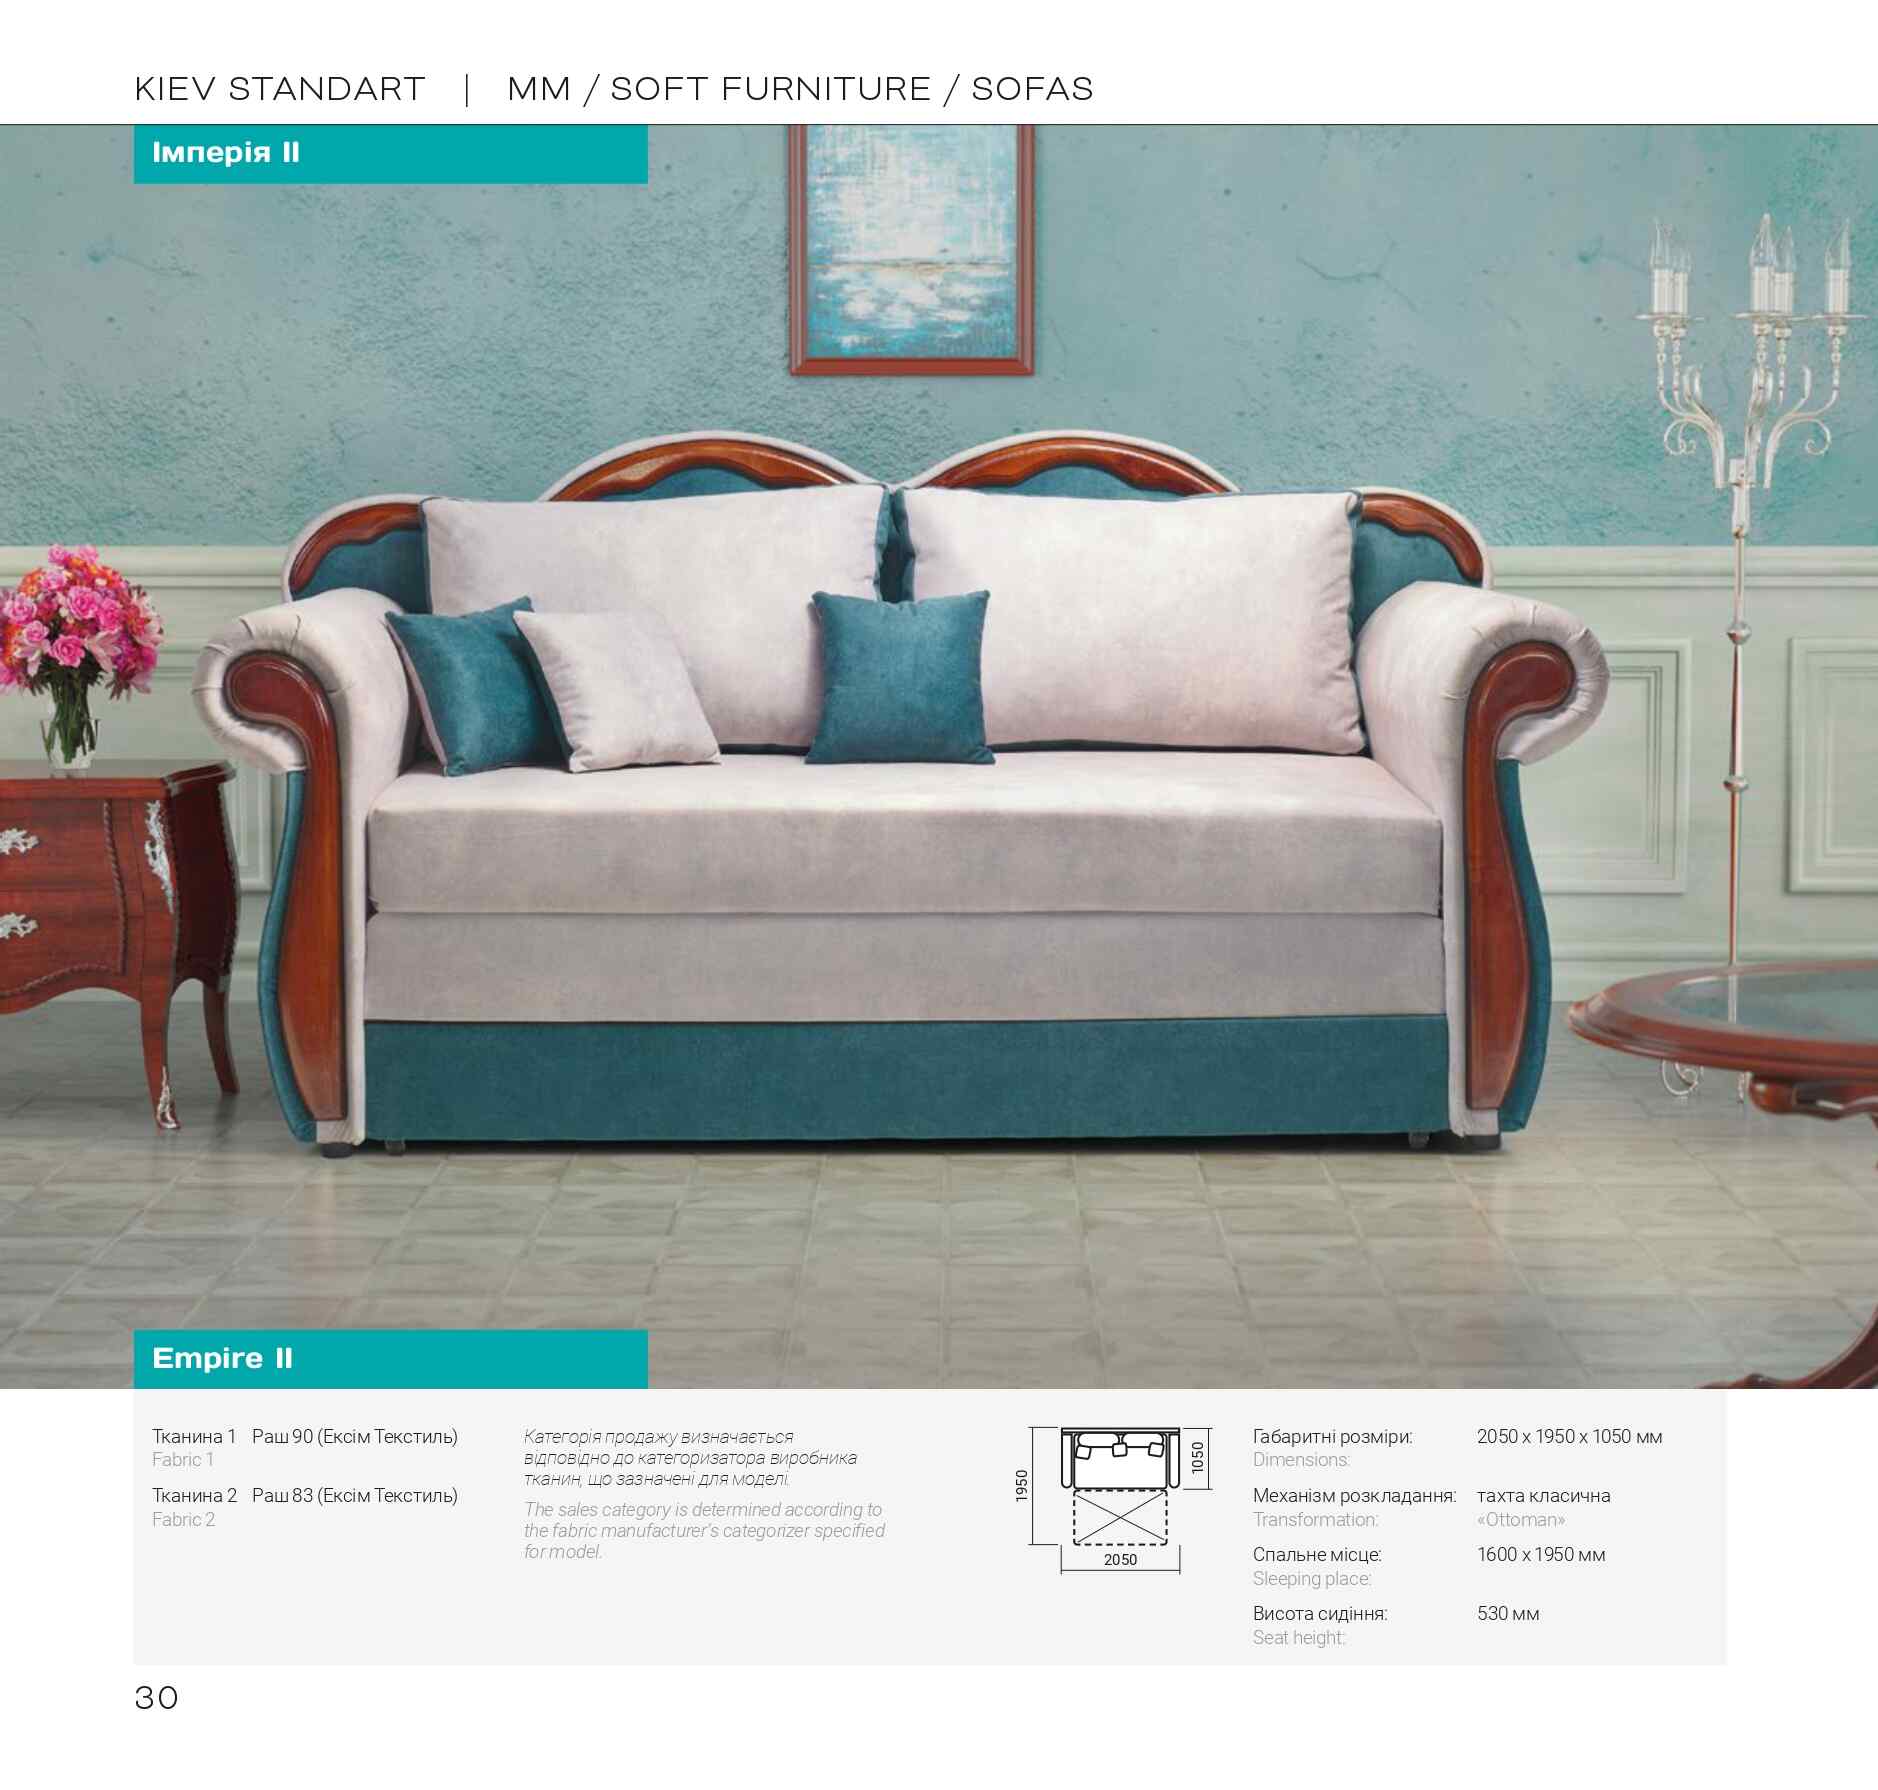 KIEV STANDART | MM / SOFT FURNITURE / SOFAS
Імперія II
Empire II
Тканина 1 Раш 90 (Ексім Текстиль)
Fabric 1
Тканина 2 Раш 83 (Ексім Текстиль)
Fabric 2
Категорія продажу визначається
відповідно до категоризатора виробника
тканин, що зазначені для моделі.
The sales category is determined according to
the fabric manufacturer's categorizer specified
for model.
1950
1050
2050
Габаритні розміри: 2050 х 1950 х 1050 мм
Dimensions:
Механізм розкладання: тахта класична
Transformation: «Ottoman»
Спальне місце: 1600 х 1950 мм
Sleeping place:
Висота сидіння: 530 мм
Seat height:
30